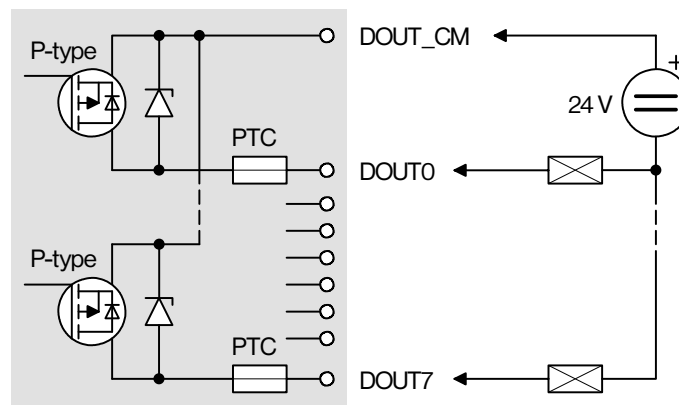 P-type
DOUT_CM
+
24 V
PTC
DOUT0
P-type
PTC
DOUT7